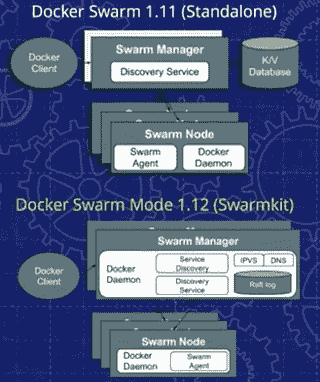 Docker Swarm 1.11 (Standalone)
Docker
Client
Swarm Manager
Discovery Service
K/V
Database
Swarm Node
Swarm
Agent
Docker
Daemon
Docker Swarm Mode 1.12 (Swarmkit)
Docker
Client
Swarm Manager
Docker
Daemon
Service
Discovery
Discovery
Service
IPVS
DNS
Raft log
Swarm Node
Docker
Daemon
Swarm
Agent